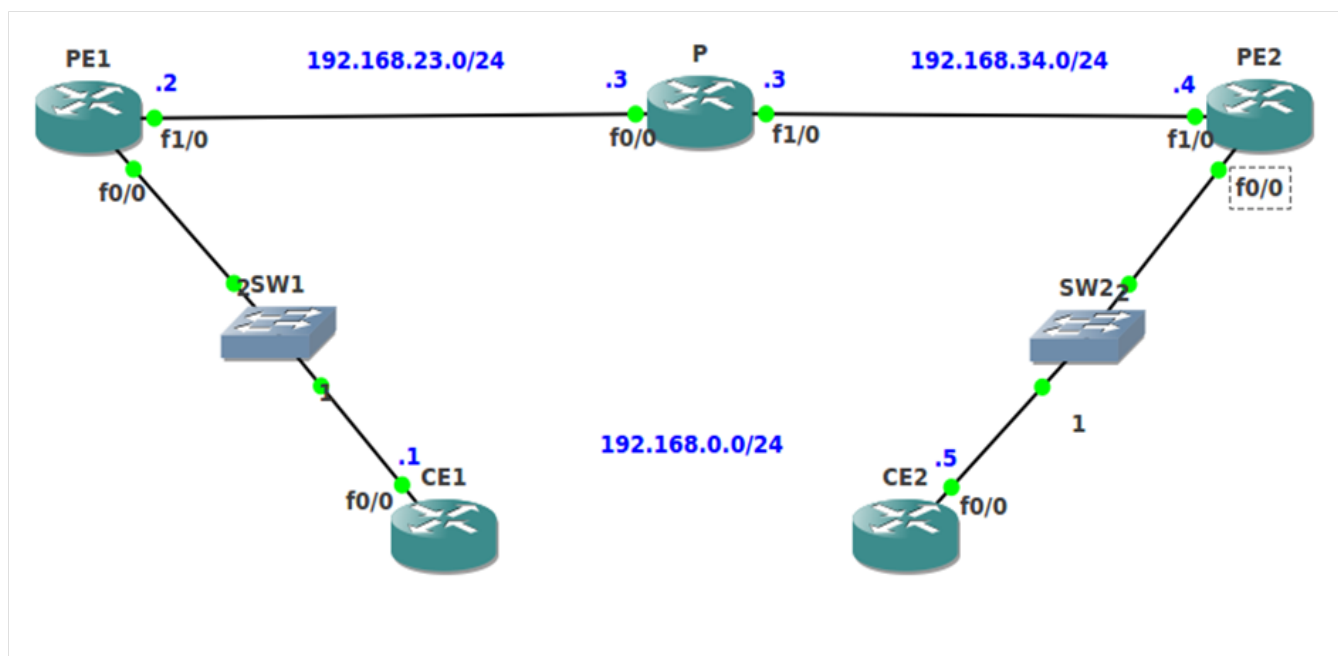 PE1
192.168.23.0/24
P
192.168.34.0/24
PE2
.2
.3
.3
.4
f1/0
f0/0
f1/0
f1/0
f0/0
f0/0
2
SW1
SW2
2
1
1
192.168.0.0/24
.1
CE1
f0/0
CE2
.5
f0/0